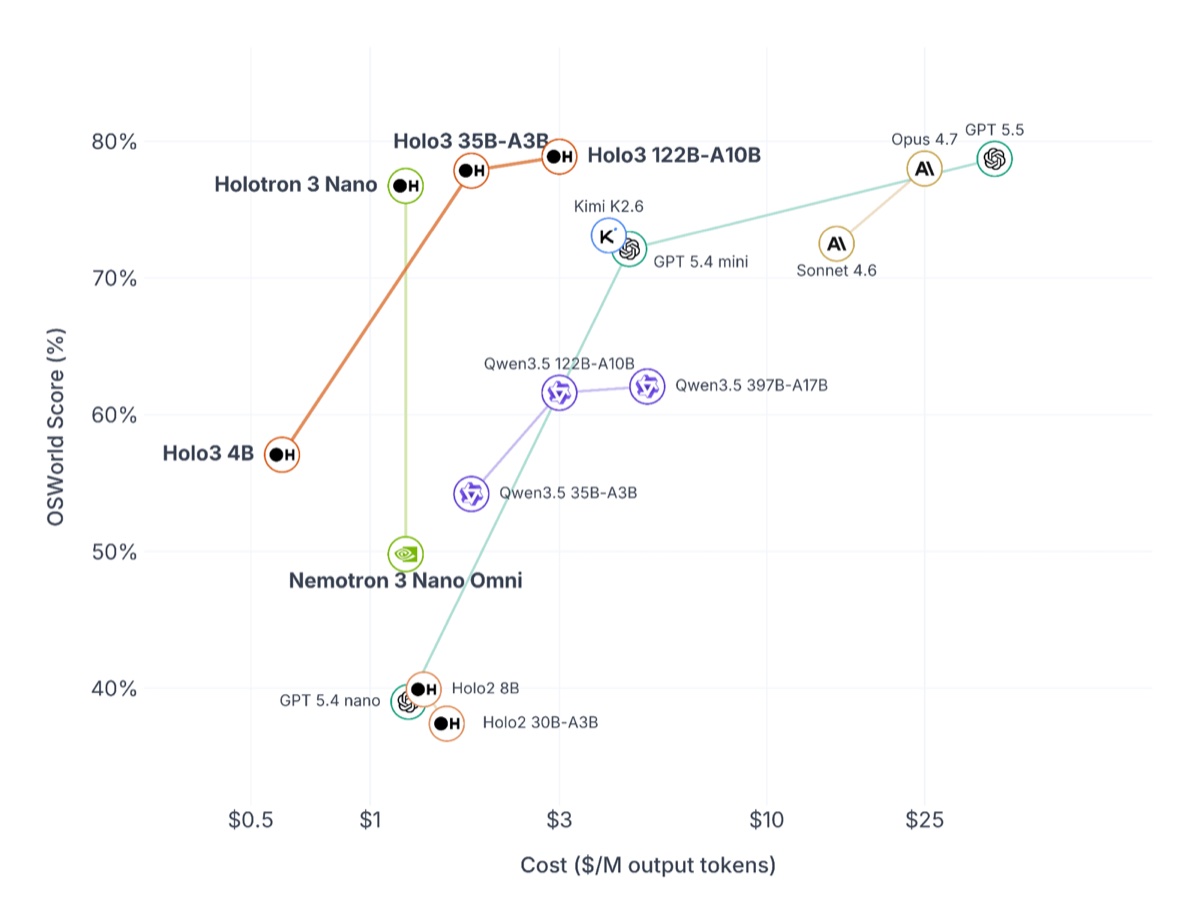 GPT 5.5
Opus 4.7
80%
Holo3 35B-A3B
Holo3 122B-A10B
Holotron 3 Nano
Kimi K2.6
GPT 5.4 mini
Sonnet 4.6
70%
Qwen3.5 122B-A10B
Qwen3.5 397B-A17B
60%
Holo3 4B
Qwen3.5 35B-A3B
50%
Nemotron 3 Nano Omni
40%
Holo2 8B
GPT 5.4 nano
Holo2 30B-A3B
OSWorld Score (%)
$0.5
$1
$3
$10
$25
Cost ($/M output tokens)